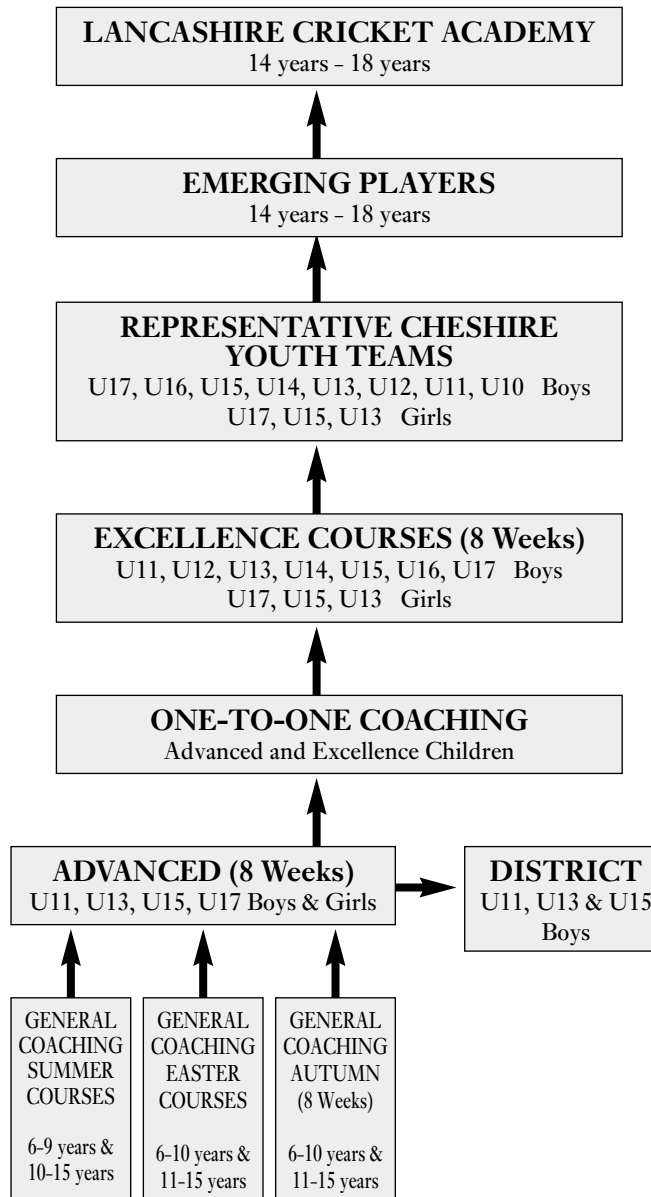 LANCASHIRE CRICKET ACADEMY
14 years – 18 years
EMERGING PLAYERS
14 years – 18 years
REPRESENTATIVE CHESHIRE
YOUTH TEAMS
U17, U16, U15, U14, U13, U12, U11, U10 Boys
U17, U15, U13 Girls
EXCELLENCE COURSES (8 Weeks)
U11, U12, U13, U14, U15, U16, U17 Boys
U17, U15, U13 Girls
ONE-TO-ONE COACHING
Advanced and Excellence Children
ADVANCED (8 Weeks)
U11, U13, U15, U17 Boys & Girls
DISTRICT
U11, U13 & U15
Boys
GENERAL
COACHING
SUMMER
COURSES
6-9 years &
10-15 years
GENERAL
COACHING
EASTER
COURSES
6-10 years &
11-15 years
GENERAL
COACHING
AUTUMN
(8 Weeks)
6-10 years &
11-15 years